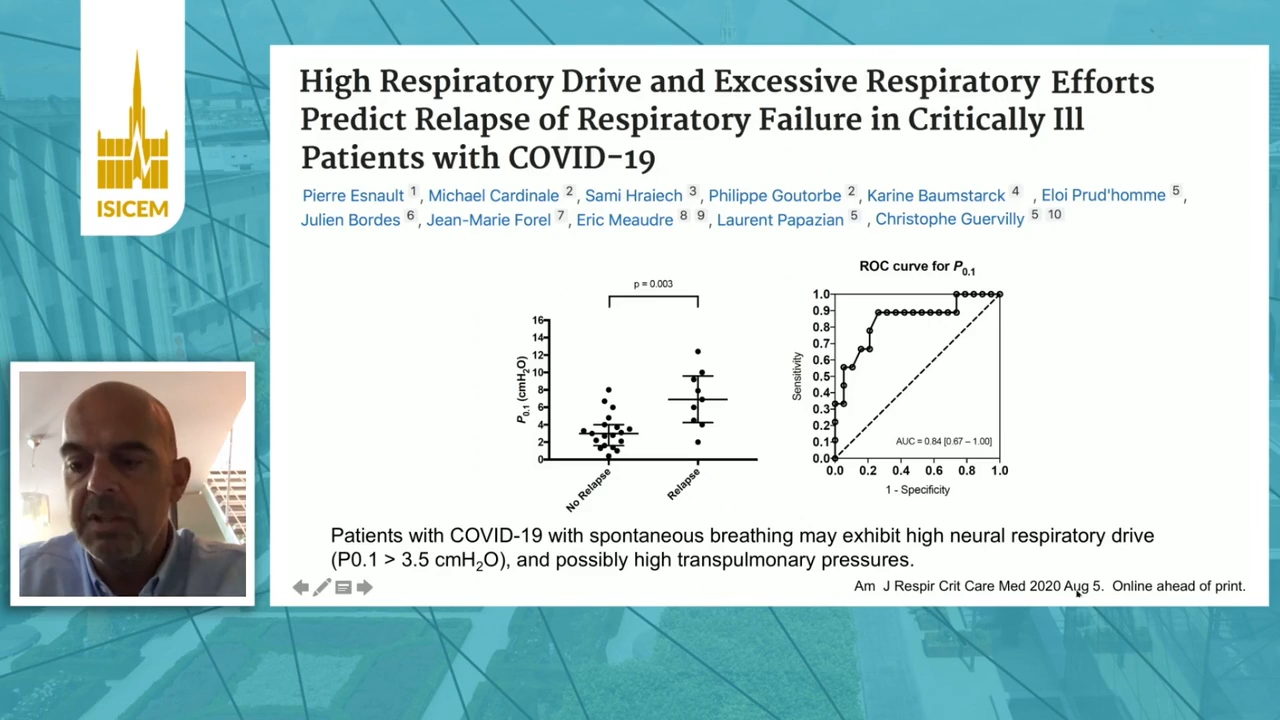 ISICEM
High Respiratory Drive and Excessive Respiratory Efforts
Predict Relapse of Respiratory Failure in Critically Ill
Patients with COVID-19
Pierre Esnault 1, Michael Cardinale 2, Sami Hraiech 3, Philippe Goutorbe 2, Karine Baumstarck 4, Eloi Prud'homme 5,
Julien Bordes 6, Jean-Marie Forel 7, Eric Meaudre 8 9, Laurent Papazian 5, Christophe Guervilly 5 10
p = 0.003
P0.1 (cmH2O)
16
14
12
10
8
6
4
2
0
No Relapse
Relapse
ROC curve for P0.1
Sensitivity
1.0
0.9
0.8
0.7
0.6
0.5
0.4
0.3
0.2
0.1
0.0
AUC = 0.84 [0.67 – 1.00]
0.0 0.2 0.4 0.6 0.8 1.0
1 - Specificity
Patients with COVID-19 with spontaneous breathing may exhibit high neural respiratory drive
(P0.1 > 3.5 cmH2O), and possibly high transpulmonary pressures.
Am J Respir Crit Care Med 2020 Aug 5. Online ahead of print.